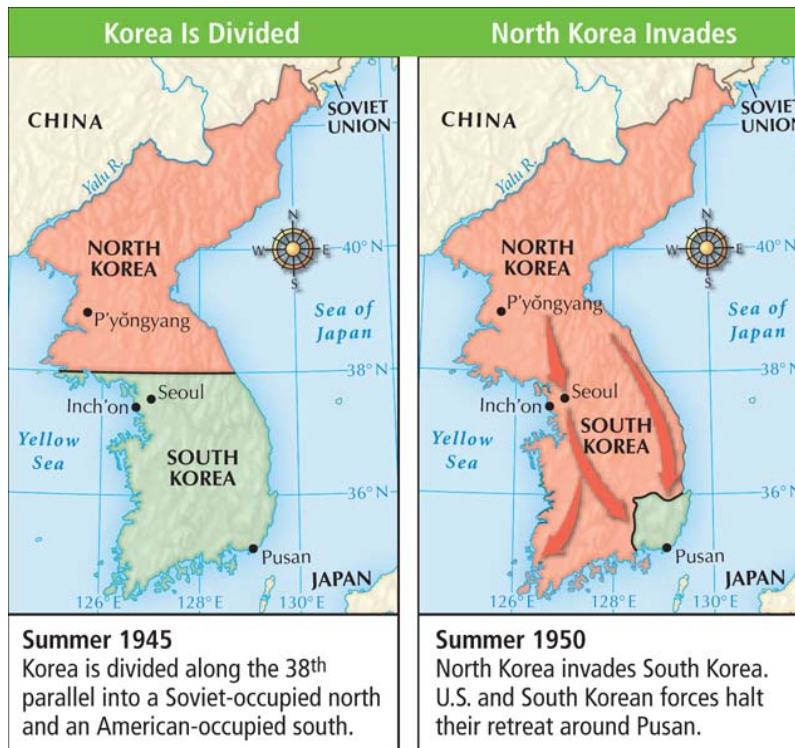 Korea Is Divided
CHINA
SOVIET
UNION
Yalu R.
NORTH
KOREA
N
W
E
S
40°N
P'yŏngyang
Sea of
Japan
38°N
Seoul
Inch'on
Yellow
Sea
SOUTH
KOREA
36°N
Pusan
JAPAN
126°E
128°E
130°E
Summer 1945
Korea is divided along the 38th
parallel into a Soviet-occupied north
and an American-occupied south.
North Korea Invades
CHINA
SOVIET
UNION
Yalu R.
NORTH
KOREA
N
W
E
S
40°N
P'yŏngyang
Sea of
Japan
38°N
Seoul
Inch'on
Yellow
Sea
SOUTH
KOREA
36°N
Pusan
JAPAN
126°E
128°E
130°E
Summer 1950
North Korea invades South Korea.
U.S. and South Korean forces halt
their retreat around Pusan.